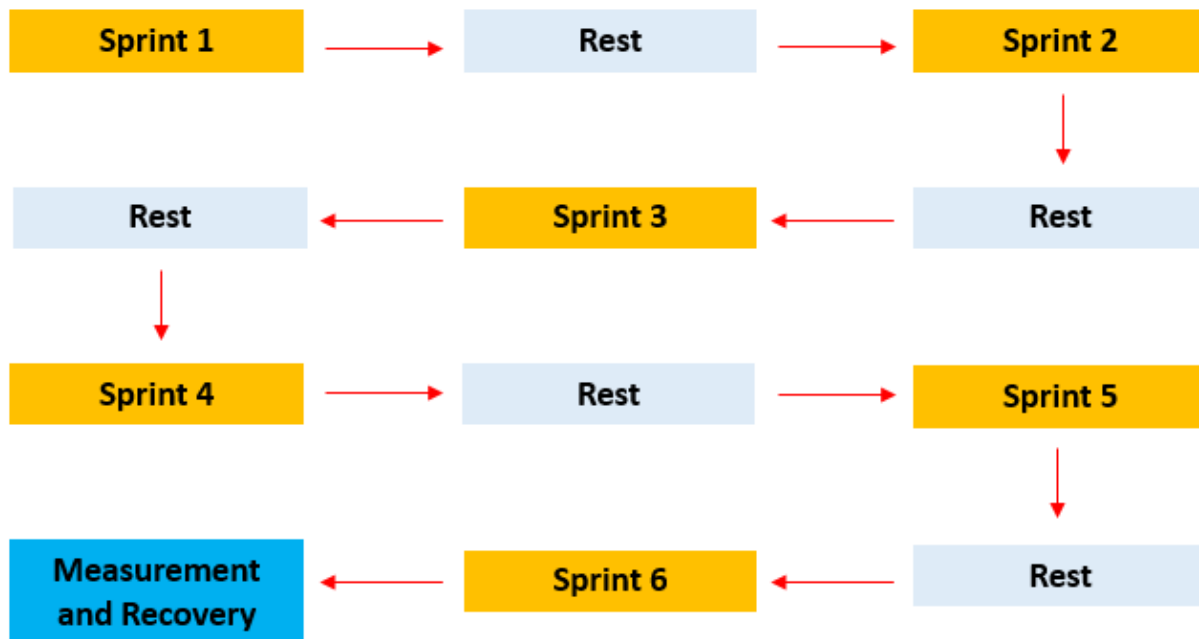 Sprint 1
Rest
Sprint 2
Rest
Sprint 3
Rest
Sprint 4
Rest
Sprint 5
Rest
Sprint 6
Measurement
and Recovery